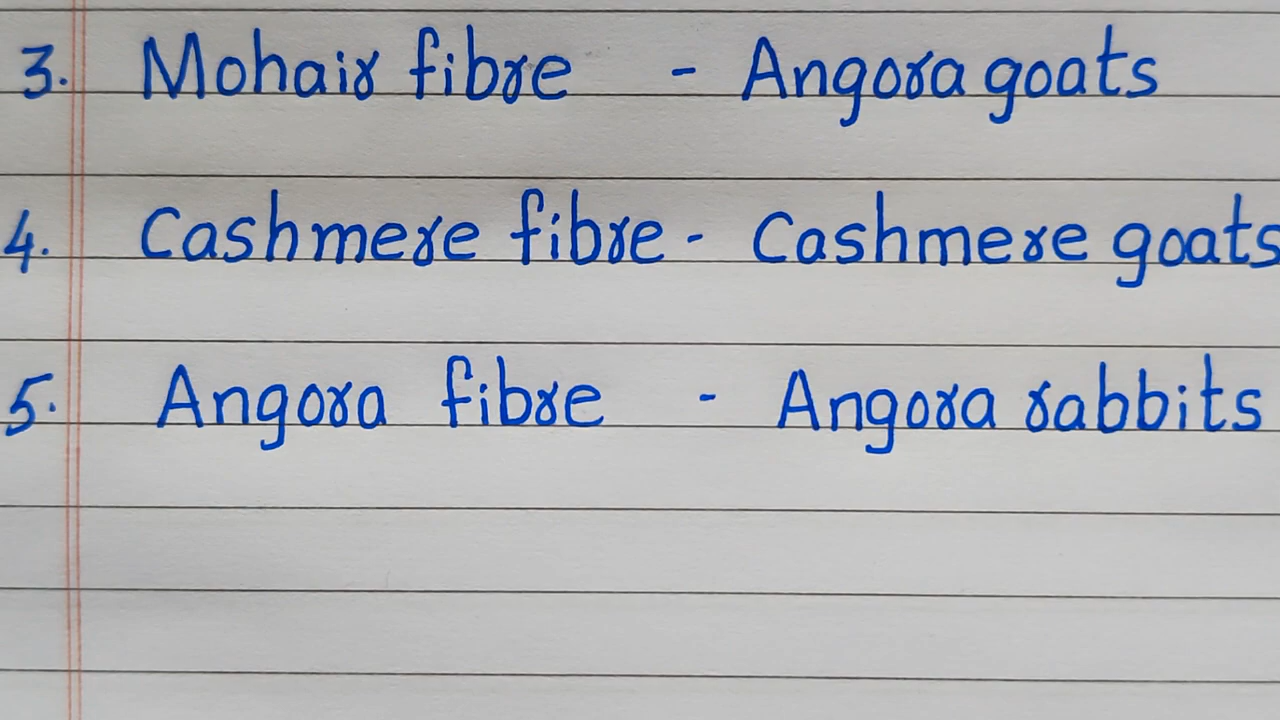 3. Mohair fibre - Angora goats
4. Cashmere fibre - Cashmere goats
5. Angora fibre - Angora rabbits